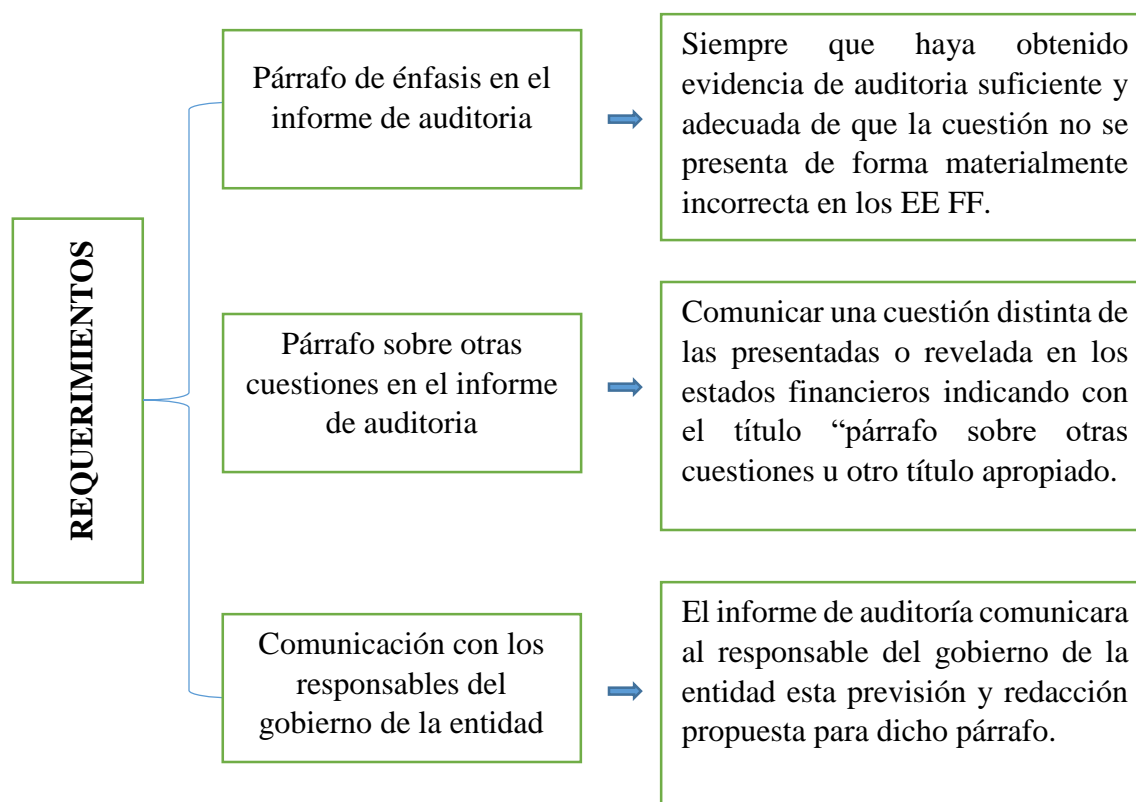 REQUERIMIENTOS
Párrafo de énfasis en el
informe de auditoria
Siempre que haya obtenido
evidencia de auditoria suficiente y
adecuada de que la cuestión no se
presenta de forma materialmente
incorrecta en los EE FF.
Párrafo sobre otras
cuestiones en el informe
de auditoria
Comunicar una cuestión distinta de
las presentadas o revelada en los
estados financieros indicando con
el título “párrafo sobre otras
cuestiones u otro título apropiado.
Comunicación con los
responsables del
gobierno de la entidad
El informe de auditoría comunicara
al responsable del gobierno de la
entidad esta previsión y redacción
propuesta para dicho párrafo.